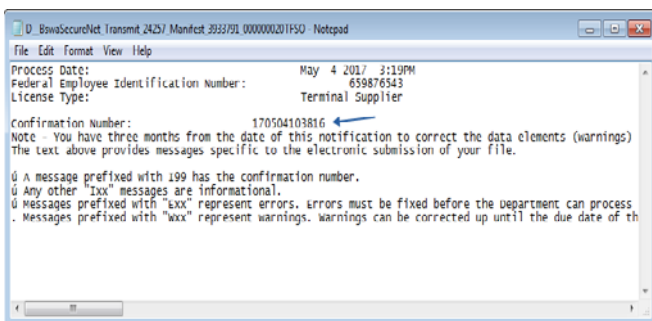 D__BswaSecureNet_Transmit_24257_Manifest_3933791_000000020TFSO - Notepad
File Edit Format View Help
Process Date: May 4 2017 3:19PM
Federal Employee Identification Number: 659876543
License Type: Terminal Supplier
Confirmation Number: 170504103816
Note - You have three months from the date of this notification to correct the data elements (warnings)
The text above provides messages specific to the electronic submission of your file.
ú A message prefixed with I99 has the confirmation number.
ú Any other "Ixx" messages are informational.
ú Messages prefixed with "Exx" represent errors. Errors must be fixed before the Department can process
. Messages prefixed with "Wxx" represent warnings. Warnings can be corrected up until the due date of th